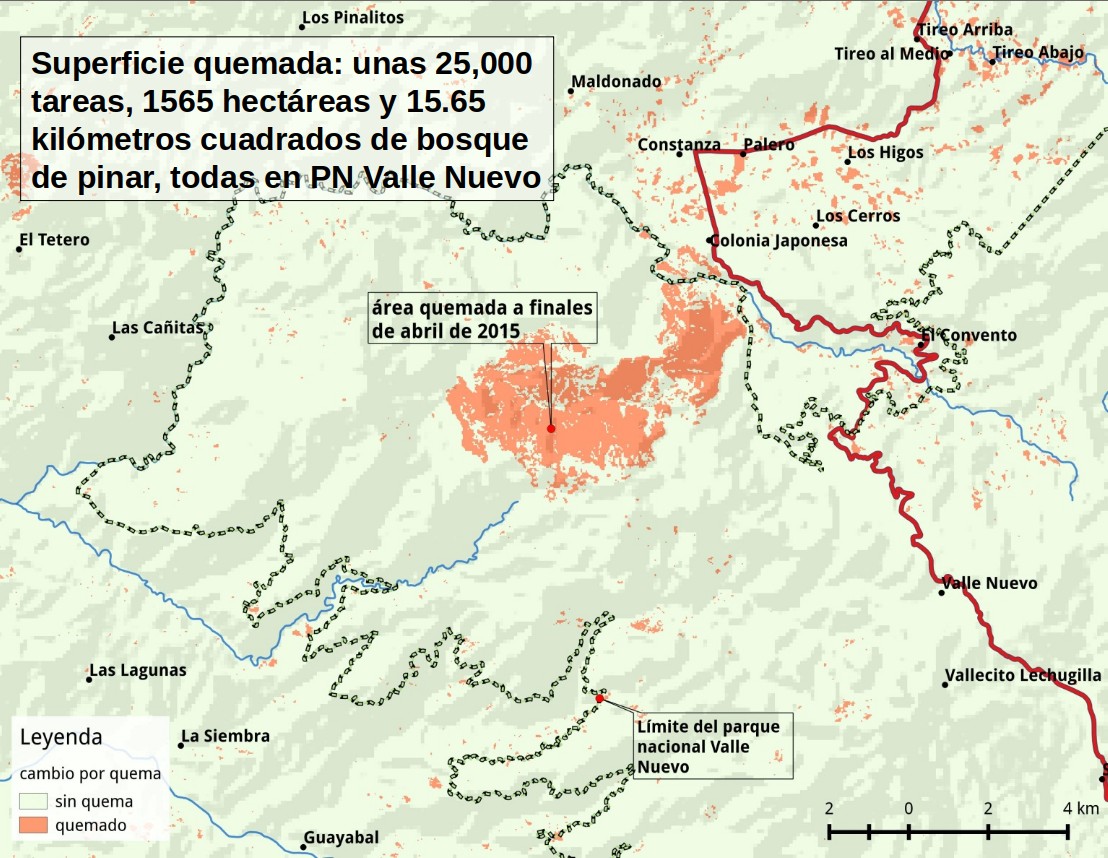 Los Pinalitos
Superficie quemada: unas 25,000
tareas, 1565 hectáreas y 15.65
kilómetros cuadrados de bosque
de pinar, todas en PN Valle Nuevo
Tireo Arriba
Tireo al Medio
Tireo Abajo
Maldonado
Constanza
Palero
Los Higos
Los Cerros
Colonia Japonesa
El Tetero
área quemada a finales
de abril de 2015
Las Cañitas
El Convento
Valle Nuevo
Las Lagunas
Vallecito Lechugilla
Límite del parque
nacional Valle
Nuevo
La Siembra
Leyenda
cambio por quema
sin quema
quemado
Guayabal
2 0 2 4 km